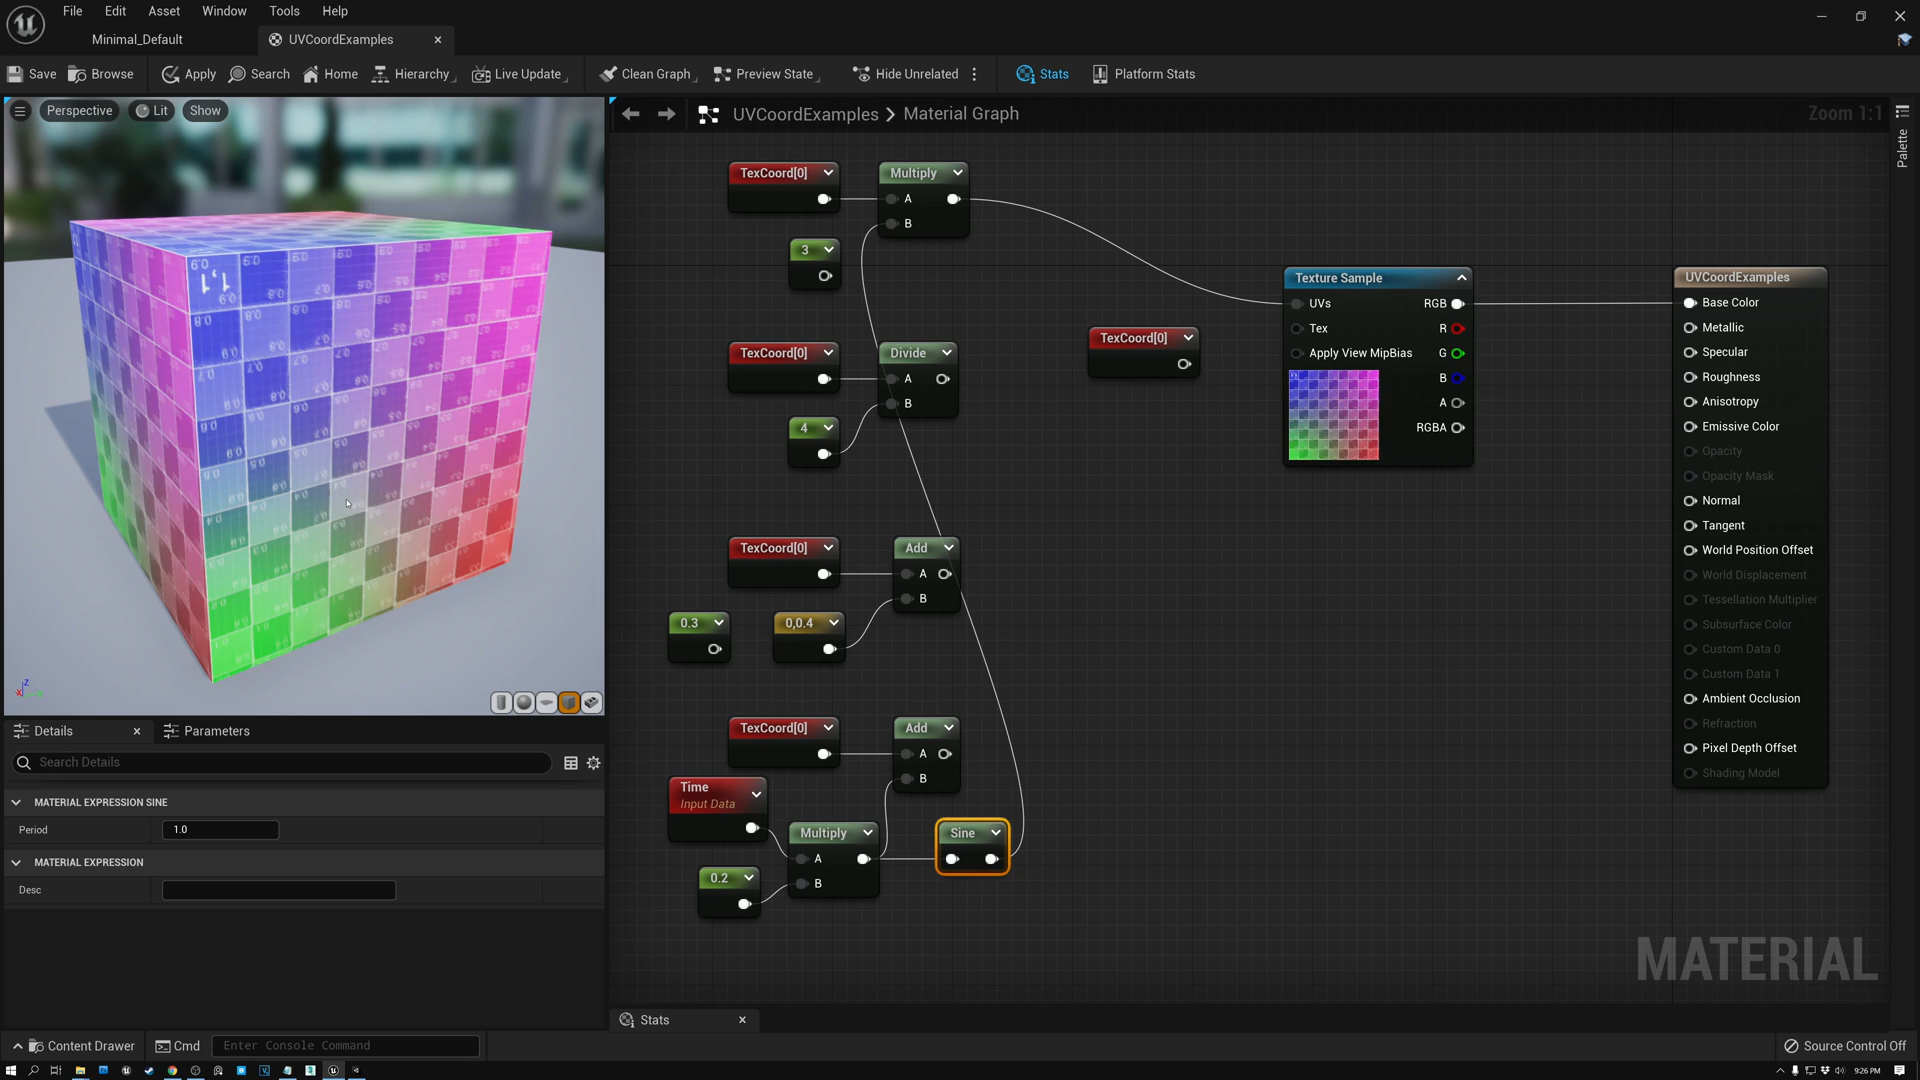 File Edit Asset Window Tools Help
Minimal_Default
UVCoordExamples
Save Browse Apply Search Home Hierarchy Live Update Clean Graph Preview State Hide Unrelated Stats Platform Stats
Perspective Lit Show
UVCoordExamples Material Graph
Zoom 1:1
Palette
TexCoord[0]
Multiply
A
B
3
TexCoord[0]
Divide
A
B
4
TexCoord[0]
Add
A
B
0.3
0,0.4
TexCoord[0]
Add
A
B
Time
Input Data
Multiply
A
B
0.2
Sine
TexCoord[0]
Texture Sample
UVs RGB
Tex R
Apply View MipBias G
B
A
RGBA
UVCoordExamples
Base Color
Metallic
Specular
Roughness
Anisotropy
Emissive Color
Opacity
Opacity Mask
Normal
Tangent
World Position Offset
World Displacement
Tessellation Multiplier
Subsurface Color
Custom Data 0
Custom Data 1
Ambient Occlusion
Refraction
Pixel Depth Offset
Shading Model
MATERIAL
Details Parameters
Search Details
MATERIAL EXPRESSION SINE
Period 1.0
MATERIAL EXPRESSION
Desc
Stats
Content Drawer Cmd Enter Console Command Source Control Off
9:26 PM